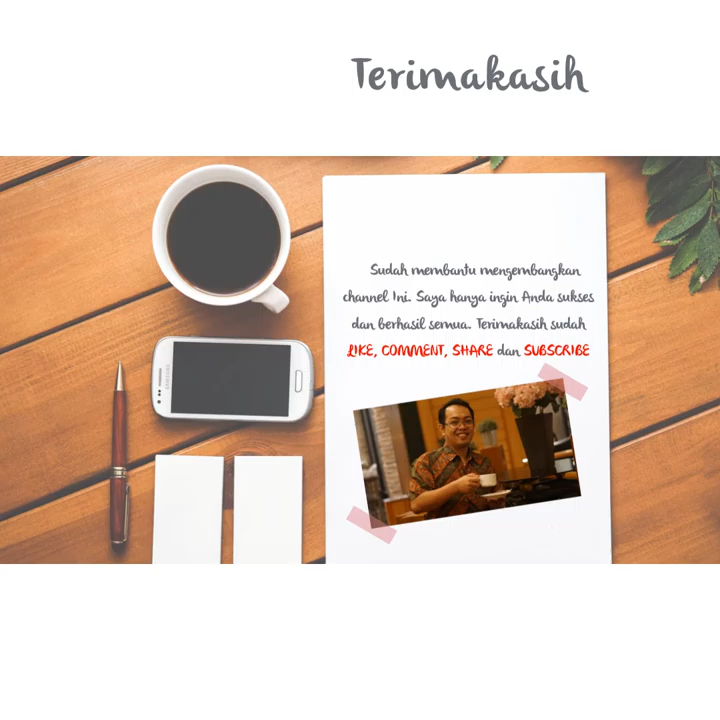 Terimakasih
Sudah membantu mengembangkan
channel Ini. Saya hanya ingin Anda sukses
dan berhasil semua. Terimakasih sudah
LIKE, COMMENT, SHARE dan SUBSCRIBE